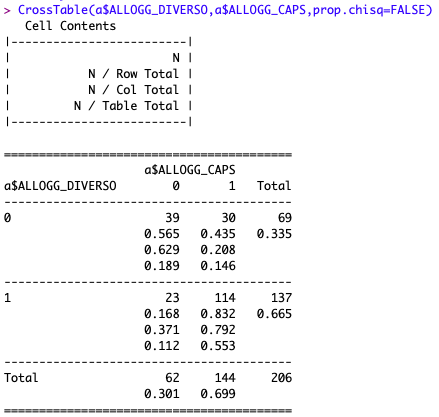 > CrossTable(a$ALLOGG_DIVERSO,a$ALLOGG_CAPS,prop.chisq=FALSE)
   Cell Contents
|-------------------------|
|                       N |
|           N / Row Total |
|           N / Col Total |
|         N / Table Total |
|-------------------------|

=========================================
                    a$ALLOGG_CAPS
a$ALLOGG_DIVERSO        0       1   Total
-----------------------------------------
0                      39      30      69
                    0.565   0.435   0.335
                    0.629   0.208
                    0.189   0.146
-----------------------------------------
1                      23     114     137
                    0.168   0.832   0.665
                    0.371   0.792
                    0.112   0.553
-----------------------------------------
Total                  62     144     206
                    0.301   0.699
=========================================